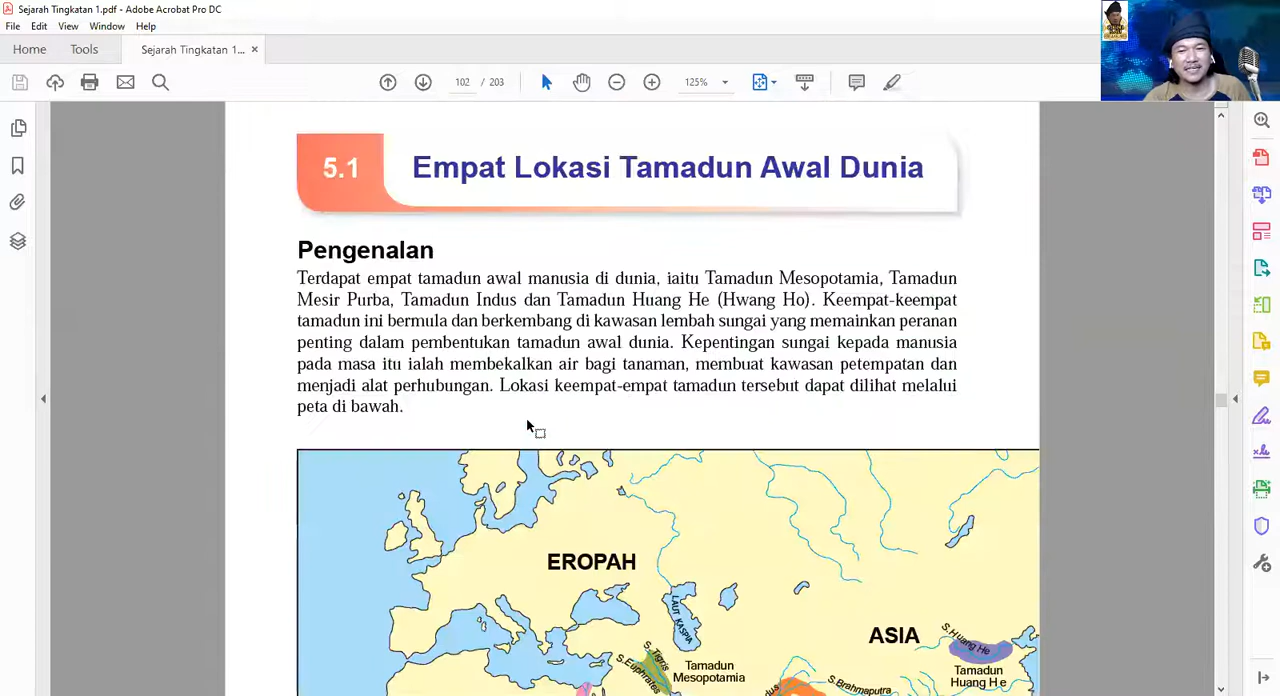 Sejarah Tingkatan 1.pdf - Adobe Acrobat Pro DC
File Edit View Window Help
Home Tools Sejarah Tingkatan 1... ×
102 / 203 125%
5.1 Empat Lokasi Tamadun Awal Dunia
Pengenalan
Terdapat empat tamadun awal manusia di dunia, iaitu Tamadun Mesopotamia, Tamadun
Mesir Purba, Tamadun Indus dan Tamadun Huang He (Hwang Ho). Keempat-keempat
tamadun ini bermula dan berkembang di kawasan lembah sungai yang memainkan peranan
penting dalam pembentukan tamadun awal dunia. Kepentingan sungai kepada manusia
pada masa itu ialah membekalkan air bagi tanaman, membuat kawasan petempatan dan
menjadi alat perhubungan. Lokasi keempat-empat tamadun tersebut dapat dilihat melalui
peta di bawah.
EROPAH
LAUT KASPIA
ASIA
S.Huang He
Tamadun
Huang He
S.Tigris
S.Euphrates
Tamadun
Mesopotamia
S.Brahmaputra